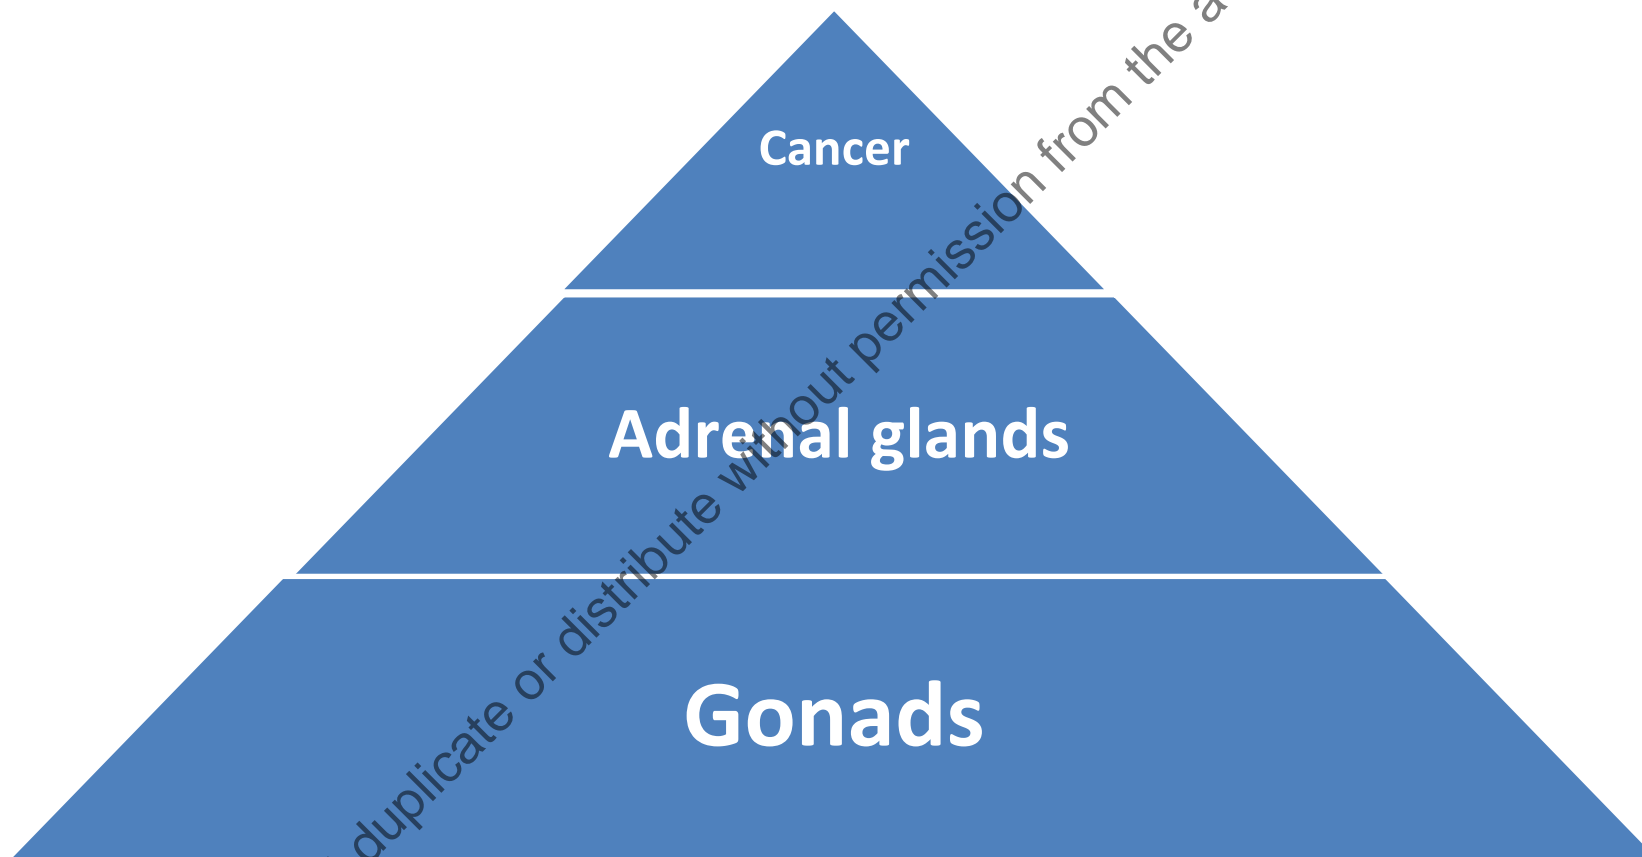 Cancer
Adrenal glands
Gonads
duplicate or distribute without permission from the a